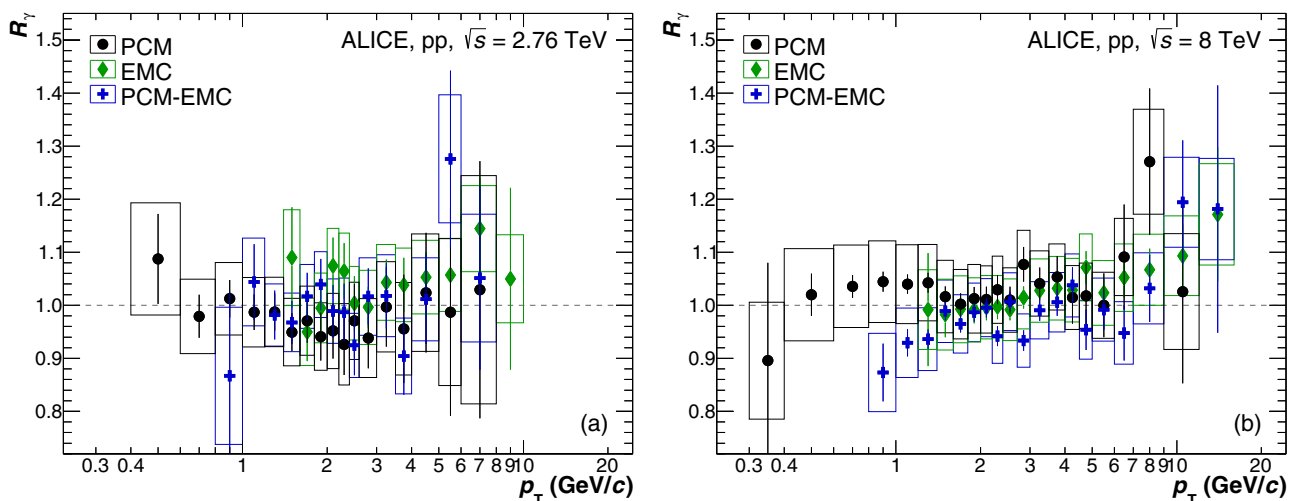 R_γ
1.5
1.4
1.3
1.2
1.1
1.0
0.9
0.8
PCM
EMC
PCM-EMC
ALICE, pp, √s = 2.76 TeV
(a)
0.3 0.4 1 2 3 4 5 6 7 8 9 10 20
p_T (GeV/c)
R_γ
1.5
1.4
1.3
1.2
1.1
1.0
0.9
0.8
PCM
EMC
PCM-EMC
ALICE, pp, √s = 8 TeV
(b)
0.3 0.4 1 2 3 4 5 6 7 8 9 10 20
p_T (GeV/c)